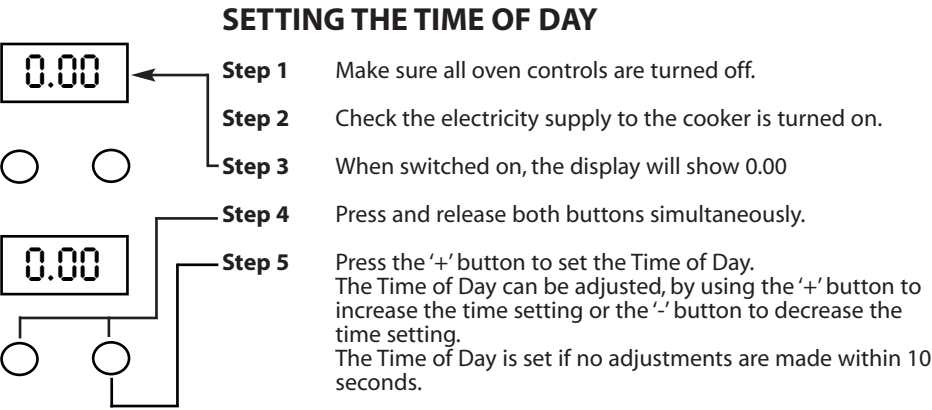 SETTING THE TIME OF DAY
0.00
Step 1 Make sure all oven controls are turned off.
Step 2 Check the electricity supply to the cooker is turned on.
Step 3 When switched on, the display will show 0.00
Step 4 Press and release both buttons simultaneously.
0.00
Step 5 Press the ‘+’ button to set the Time of Day.
The Time of Day can be adjusted, by using the ‘+’ button to
increase the time setting or the ‘-’ button to decrease the
time setting.
The Time of Day is set if no adjustments are made within 10
seconds.